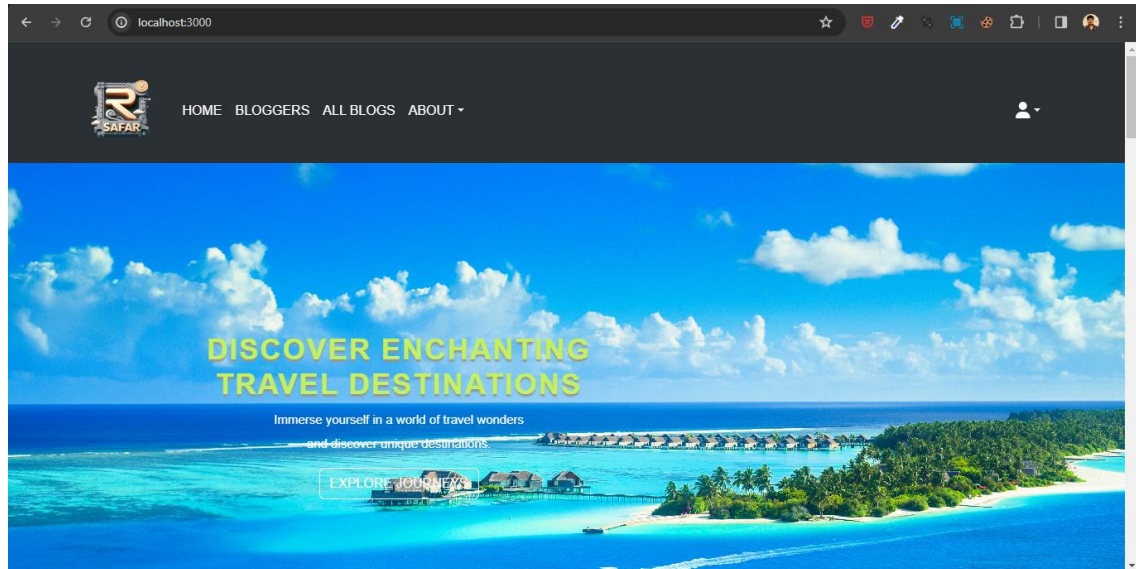 localhost:3000
R
SAFAR
HOME BLOGGERS ALL BLOGS ABOUT
DISCOVER ENCHANTING
TRAVEL DESTINATIONS
Immerse yourself in a world of travel wonders
and discover unique destinations.
EXPLORE JOURNEYS